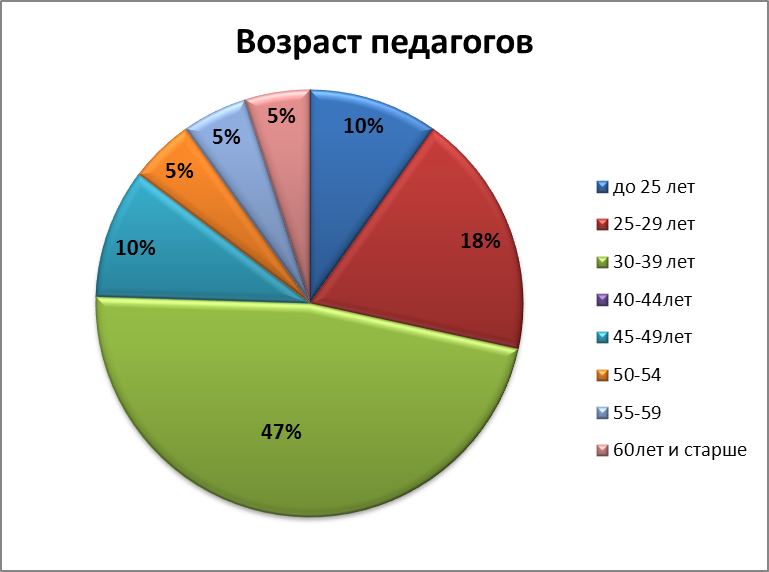 Возраст педагогов
5%
10%
5%
5%
18%
10%
47%
до 25 лет
25-29 лет
30-39 лет
40-44лет
45-49лет
50-54
55-59
60лет и старше